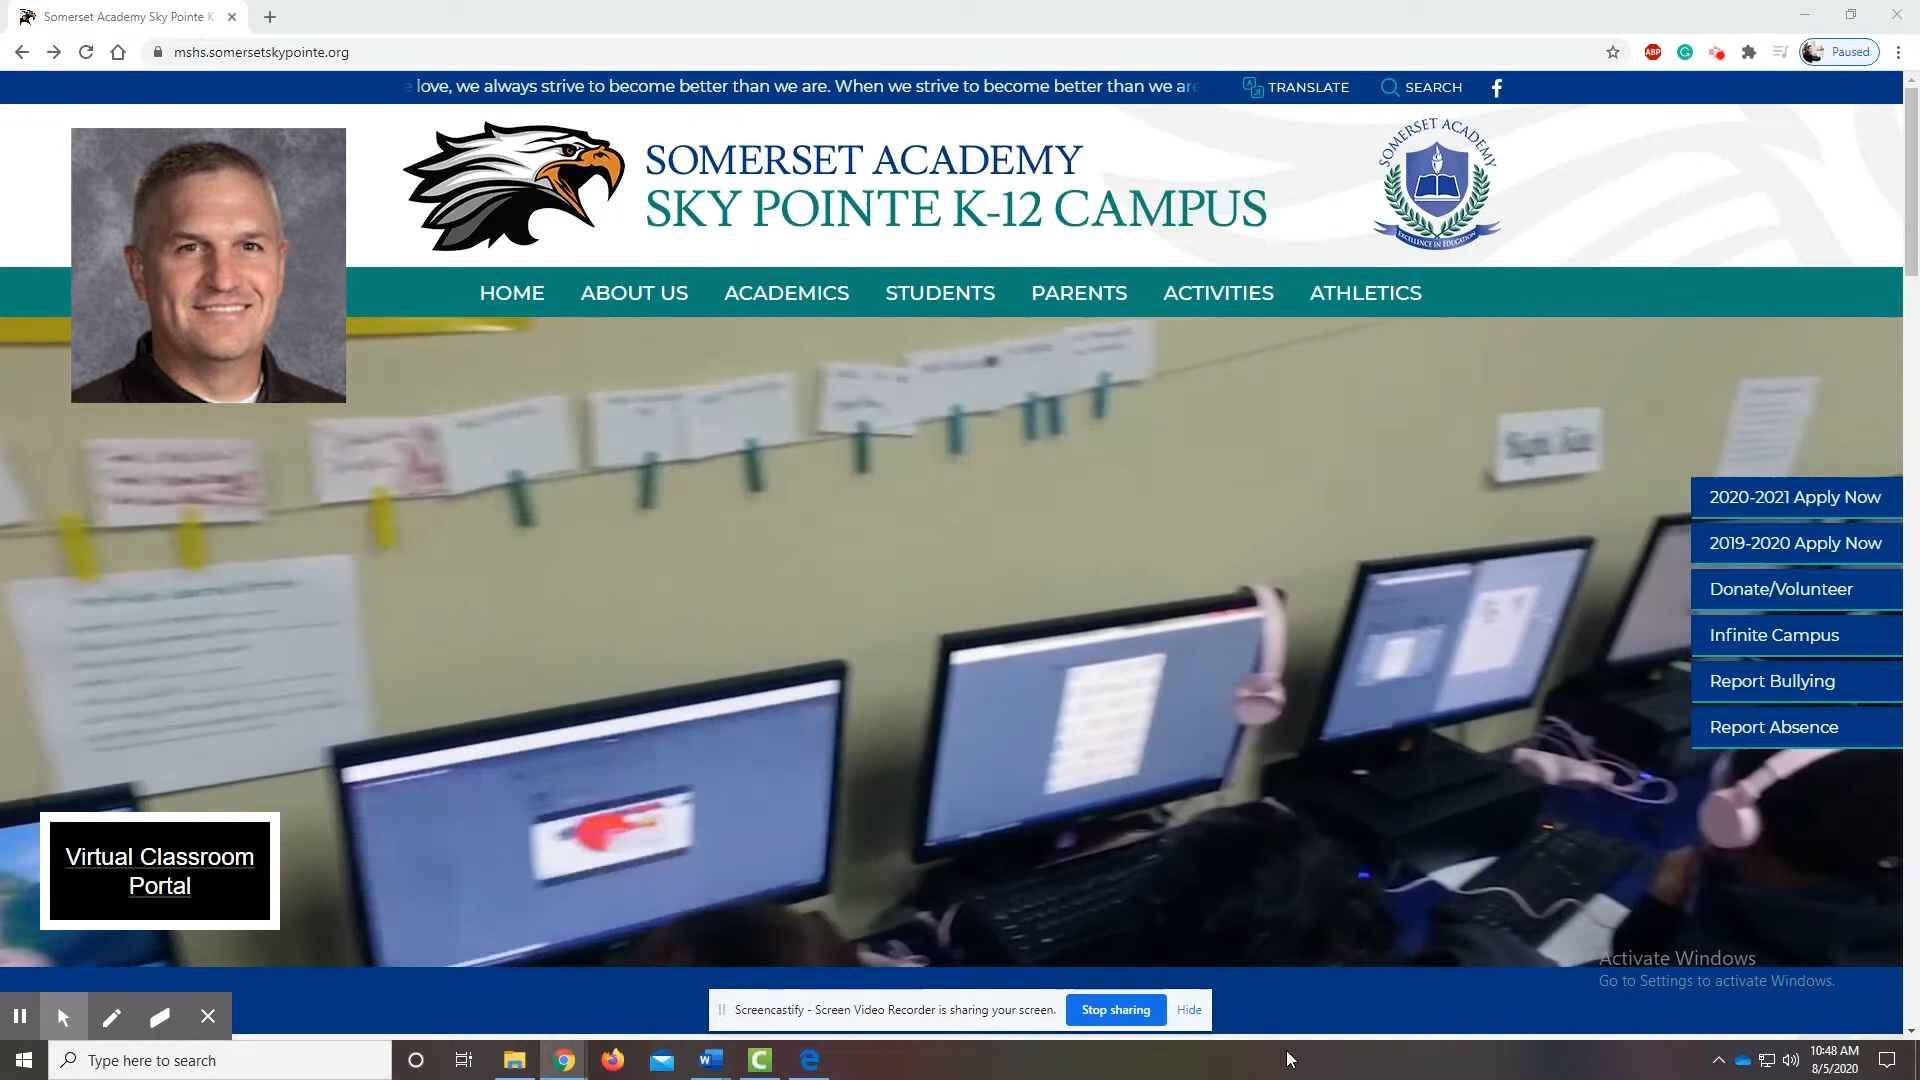 Somerset Academy Sky Pointe K-
mshs.somersetskypointe.org
ABP
Paused
love, we always strive to become better than we are. When we strive to become better than we are
TRANSLATE
SEARCH
SOMERSET ACADEMY
SKY POINTE K-12 CAMPUS
SOMERSET ACADEMY
EXCELLENCE IN EDUCATION
HOME
ABOUT US
ACADEMICS
STUDENTS
PARENTS
ACTIVITIES
ATHLETICS
2020-2021 Apply Now
2019-2020 Apply Now
Donate/Volunteer
Infinite Campus
Report Bullying
Report Absence
Virtual Classroom
Portal
Activate Windows
Go to Settings to activate Windows.
Screencastify - Screen Video Recorder is sharing your screen.
Stop sharing
Hide
Type here to search
10:48 AM
8/5/2020